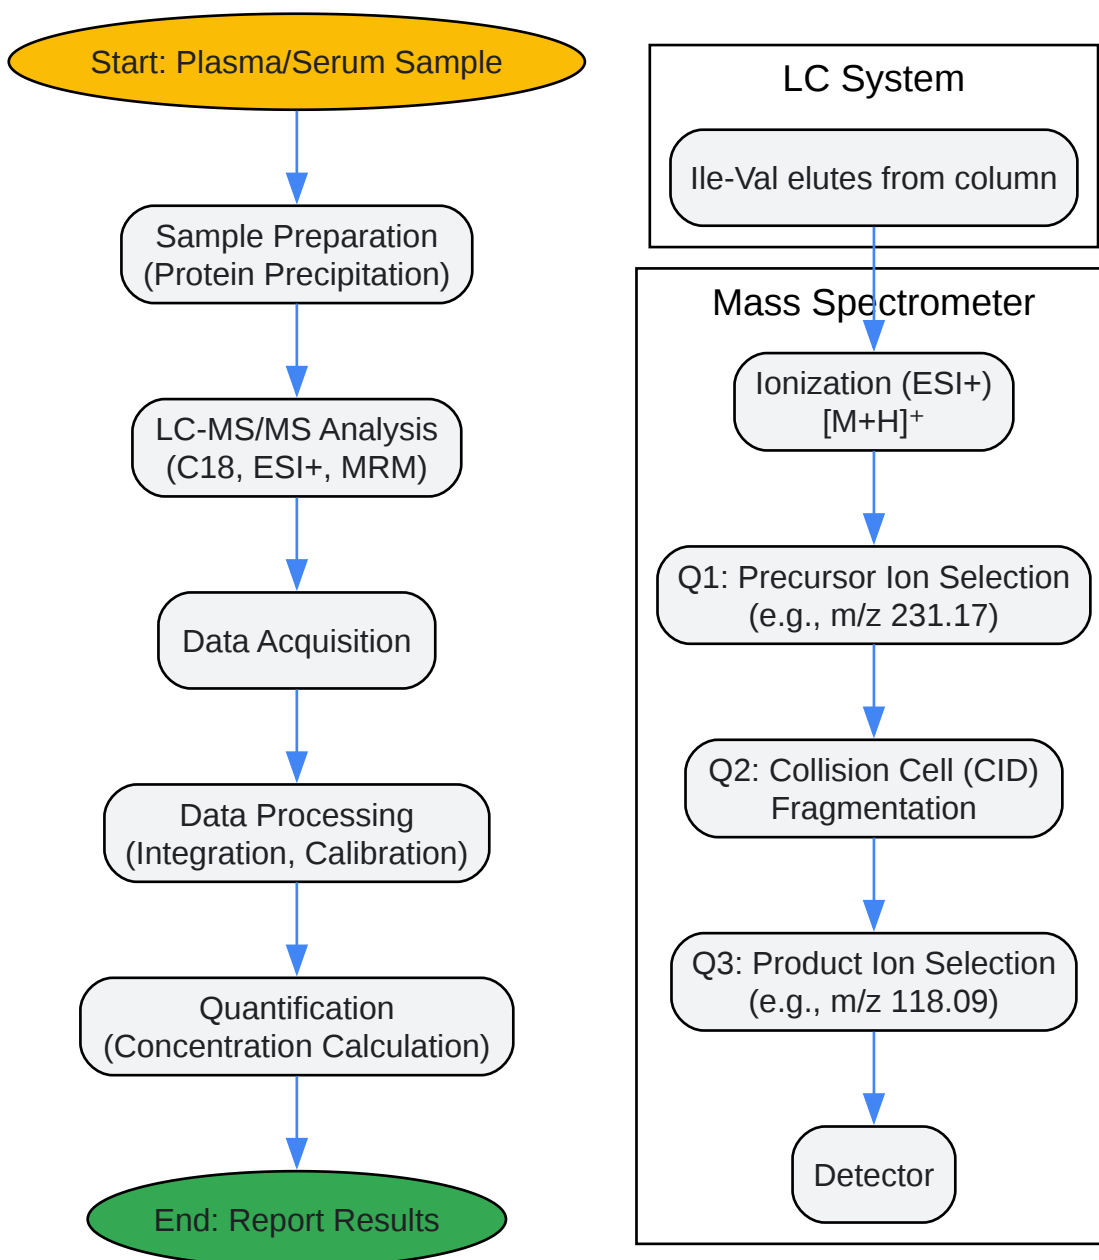 Start: Plasma/Serum Sample
Sample Preparation
(Protein Precipitation)
LC-MS/MS Analysis
(C18, ESI+, MRM)
Data Acquisition
Data Processing
(Integration, Calibration)
Quantification
(Concentration Calculation)
End: Report Results
LC System
Ile-Val elutes from column
Mass Spectrometer
Ionization (ESI+)
[M+H]⁺
Q1: Precursor Ion Selection
(e.g., m/z 231.17)
Q2: Collision Cell (CID)
Fragmentation
Q3: Product Ion Selection
(e.g., m/z 118.09)
Detector